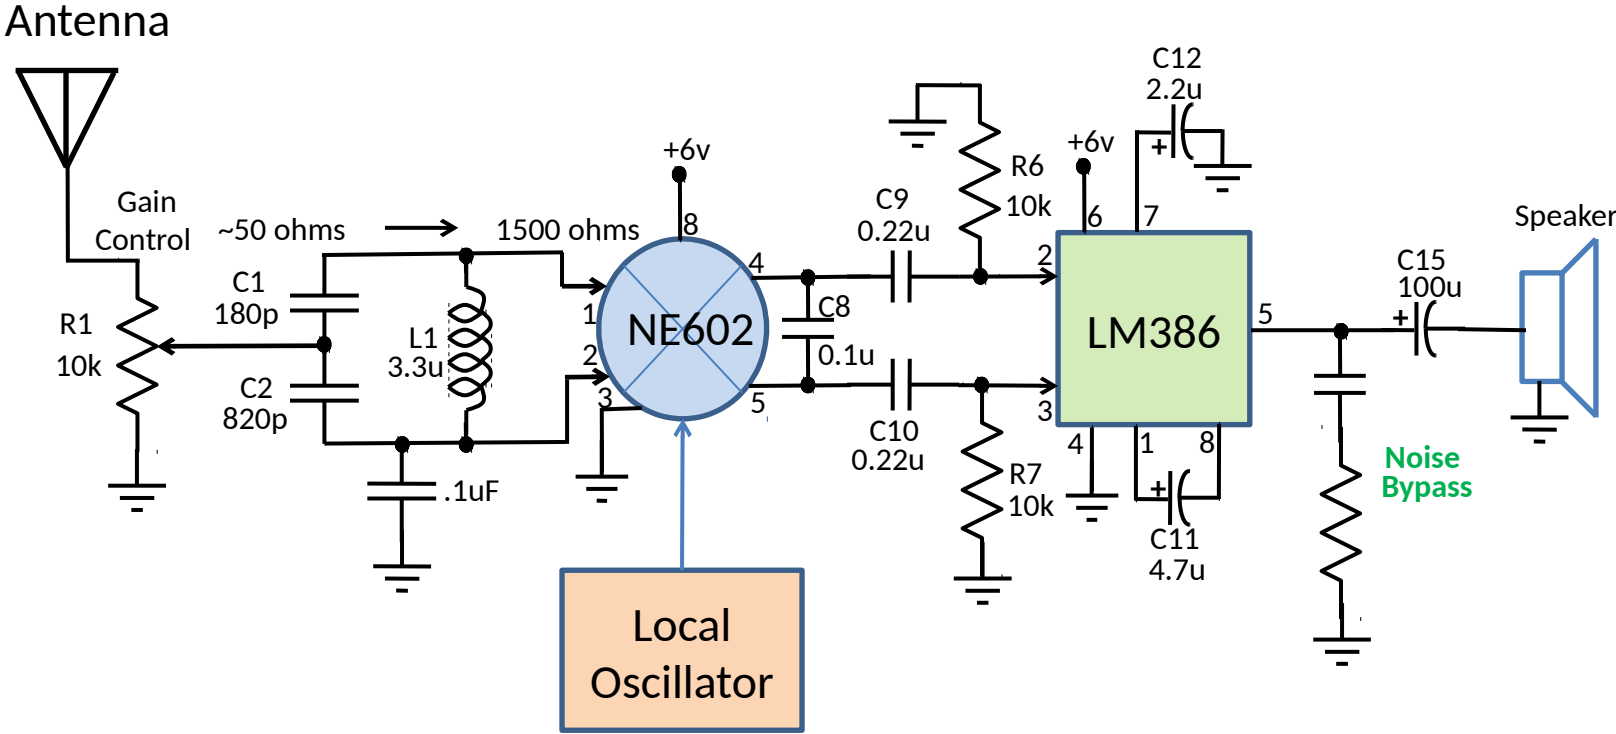 Antenna
Gain
Control
~50 ohms
1500 ohms
R1
10k
C1
180p
C2
820p
L1
3.3u
.1uF
+6v
8
1
2
3
NE602
4
5
Local
Oscillator
C8
0.1u
C9
0.22u
C10
0.22u
R6
10k
R7
10k
+6v
6
7
2
3
LM386
4
1
8
5
C12
2.2u
+
+
C11
4.7u
C15
100u
+
Speaker
Noise
Bypass